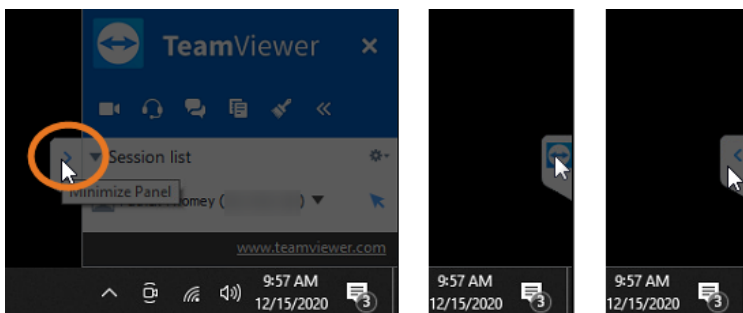 TeamViewer
Session list
Minimize Panel
omey (
)
www.teamviewer.com
9:57 AM
12/15/2020
3
9:57 AM
12/15/2020
3
9:57 AM
12/15/2020
3